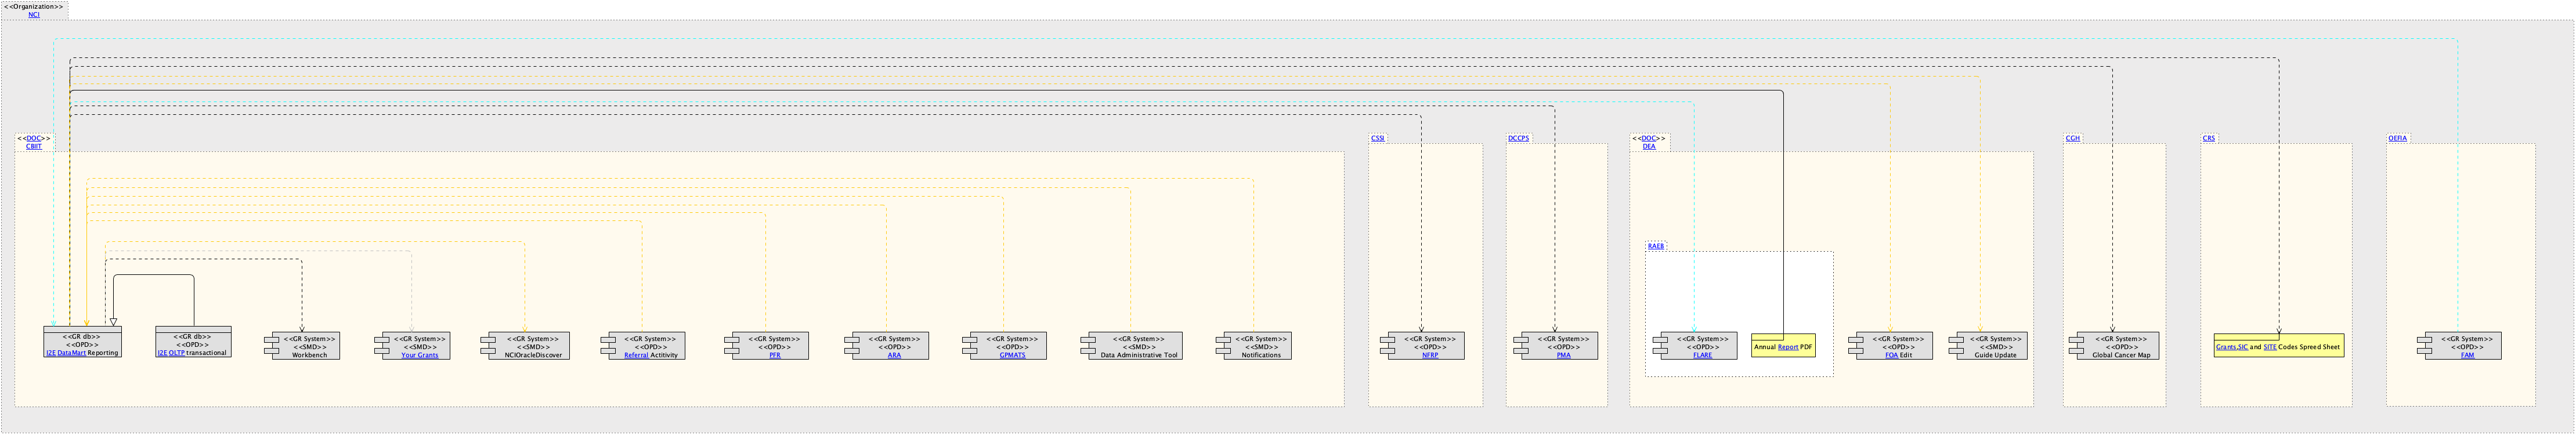 <<Organization>>
NCI
<<DOC>>
CBIIT
CSSI
DCCPS
<<DOC>>
DEA
CGH
CRS
OEFIA
RAEB
<<GR db>>
<<OPD>>
I2E DataMart Reporting
<<GR db>>
<<OPD>>
I2E OLTP transactional
<<GR System>>
<<SMD>>
Workbench
<<GR System>>
<<SMD>>
Your Grants
<<GR System>>
<<SMD>>
NCIOracleDiscover
<<GR System>>
<<OPD>>
Referral Actitivity
<<GR System>>
<<OPD>>
PFR
<<GR System>>
<<OPD>>
ARA
<<GR System>>
<<OPD>>
GPMATS
<<GR System>>
<<SMD>>
Data Administrative Tool
<<GR System>>
<<SMD>>
Notifications
<<GR System>>
<<OPD>>
NFRP
<<GR System>>
<<OPD>>
PMA
<<GR System>>
<<OPD>>
FLARE
Annual Report PDF
<<GR System>>
<<OPD>>
FOA Edit
<<GR System>>
<<SMD>>
Guide Update
<<GR System>>
<<OPD>>
Global Cancer Map
Grants,SIC and SITE Codes Spreed Sheet
<<GR System>>
<<OPD>>
FAM